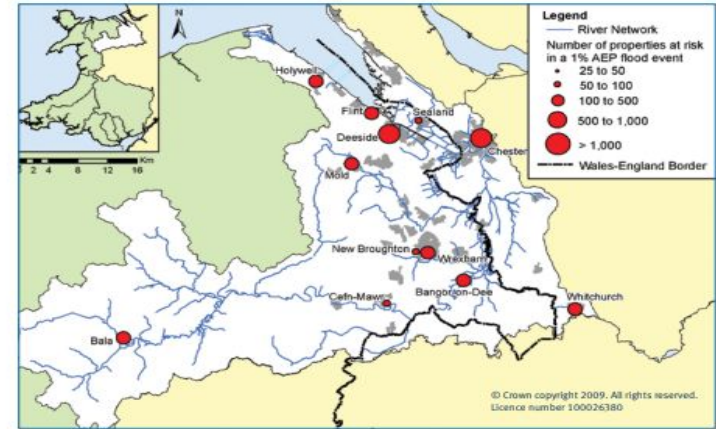 Legend
River Network
Number of properties at risk
in a 1% AEP flood event
25 to 50
50 to 100
100 to 500
500 to 1,000
> 1,000
Wales-England Border
N
0 2 4 8 12 16
Km
Holywell
Flint
Sealand
Deeside
Chester
Mold
New Broughton
Wrexham
Bangor-on-Dee
Cefn-Mawr
Whitchurch
Bala
© Crown copyright 2009. All rights reserved.
Licence number 100026380